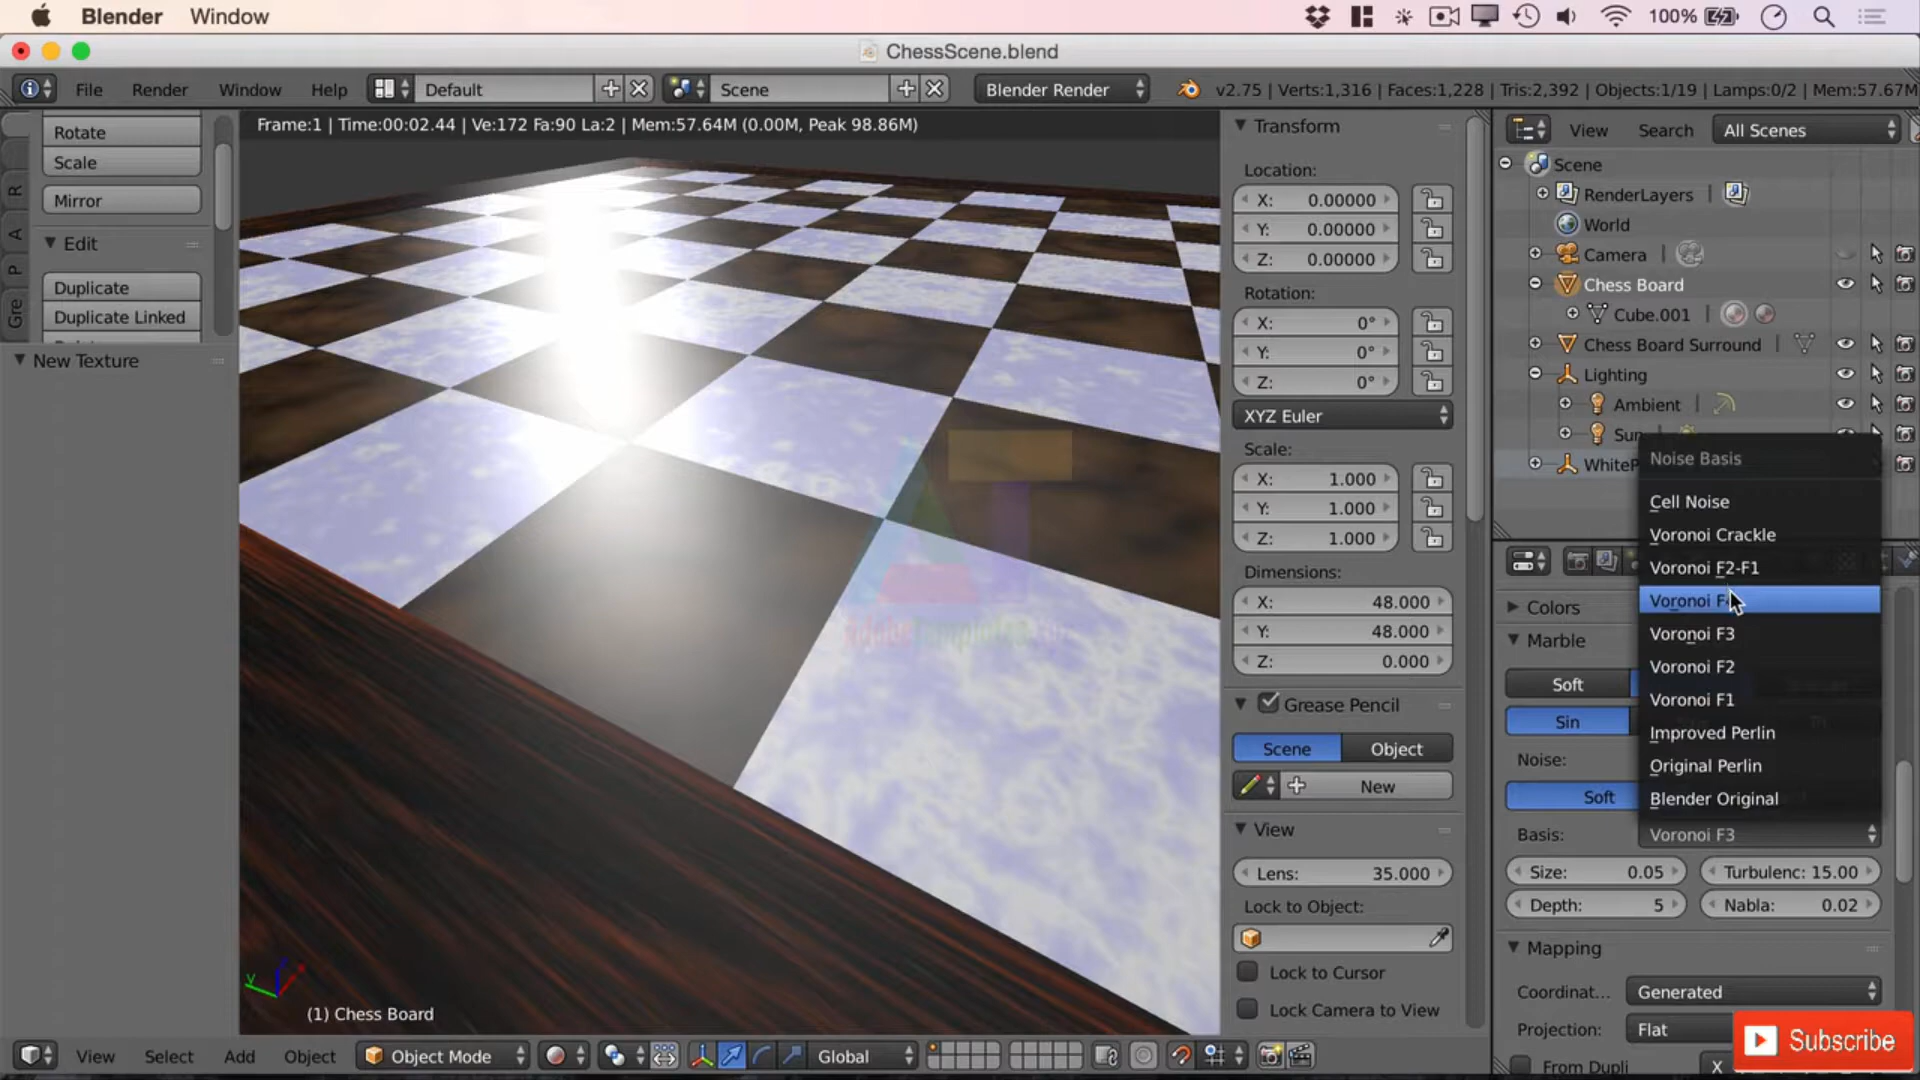 Blender Window 100%
ChessScene.blend
File Render Window Help Default Scene Blender Render v2.75 | Verts:1,316 | Faces:1,228 | Tris:2,392 | Objects:1/19 | Lamps:0/2 | Mem:57.67M
Frame:1 | Time:00:02.44 | Ve:172 Fa:90 La:2 | Mem:57.64M (0.00M, Peak 98.86M)
Rotate
Scale
Mirror
Edit
Duplicate
Duplicate Linked
New Texture
R
A
P
Gre
Transform
Location:
X: 0.00000
Y: 0.00000
Z: 0.00000
Rotation:
X: 0°
Y: 0°
Z: 0°
XYZ Euler
Scale:
X: 1.000
Y: 1.000
Z: 1.000
Dimensions:
X: 48.000
Y: 48.000
Z: 0.000
Grease Pencil
Scene Object
New
View
Lens: 35.000
Lock to Object:
Lock to Cursor
Lock Camera to View
View Search All Scenes
Scene
RenderLayers
World
Camera
Chess Board
Cube.001
Chess Board Surround
Lighting
Ambient
Sun
WhiteP
Noise Basis
Cell Noise
Voronoi Crackle
Voronoi F2-F1
Voronoi F4
Voronoi F3
Voronoi F2
Voronoi F1
Improved Perlin
Original Perlin
Blender Original
Colors
Marble
Soft
Sin
Noise:
Soft
Basis: Voronoi F3
Size: 0.05 Turbulenc: 15.00
Depth: 5 Nabla: 0.02
Mapping
Coordinat... Generated
Projection: Flat
From Dupli X
Subscribe
(1) Chess Board
View Select Add Object Object Mode Global